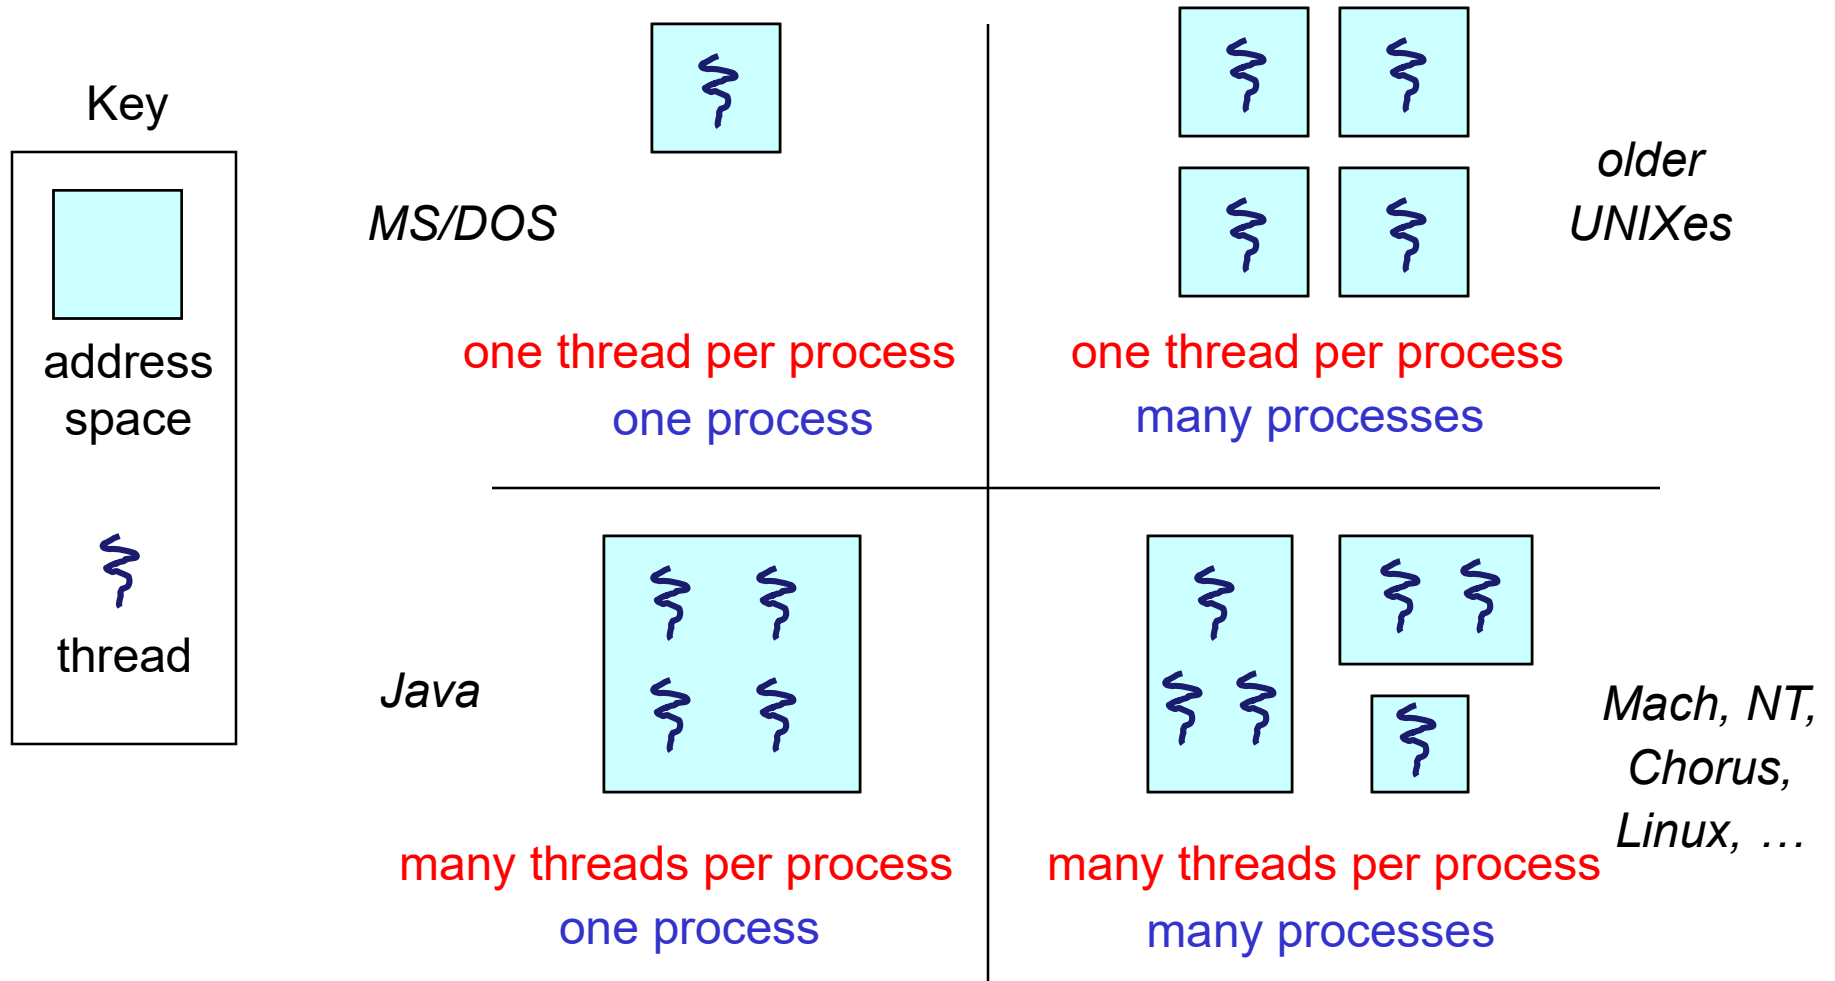 Key
address
space
thread
MS/DOS
one thread per process
one process
older
UNIXes
one thread per process
many processes
Java
many threads per process
one process
Mach, NT,
Chorus,
Linux, …
many threads per process
many processes